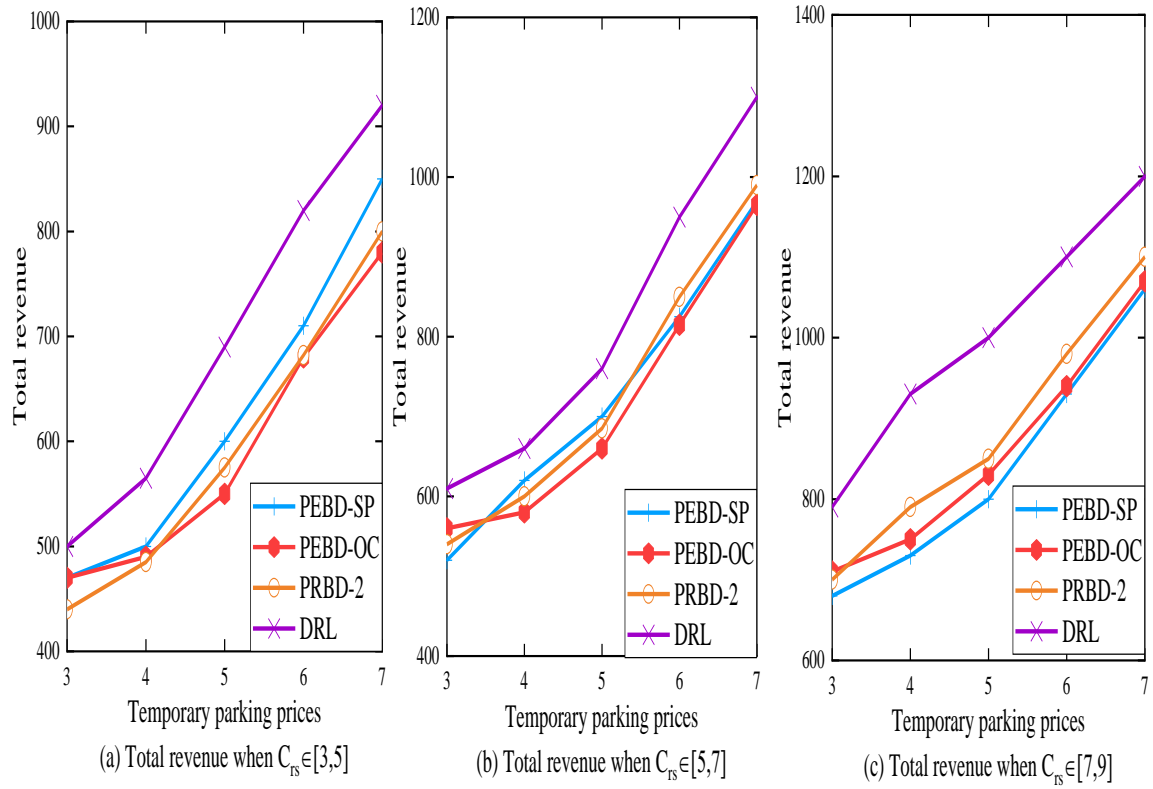 1000
900
800
700
600
500
400
Total revenue
3 4 5 6 7
Temporary parking prices
PEBD-SP
PEBD-OC
PRBD-2
DRL
(a) Total revenue when Crs∈[3,5]
1200
1000
800
600
400
Total revenue
3 4 5 6 7
Temporary parking prices
PEBD-SP
PEBD-OC
PRBD-2
DRL
(b) Total revenue when Crs∈[5,7]
1400
1200
1000
800
600
Total revenue
3 4 5 6 7
Temporary parking prices
PEBD-SP
PEBD-OC
PRBD-2
DRL
(c) Total revenue when Crs∈[7,9]